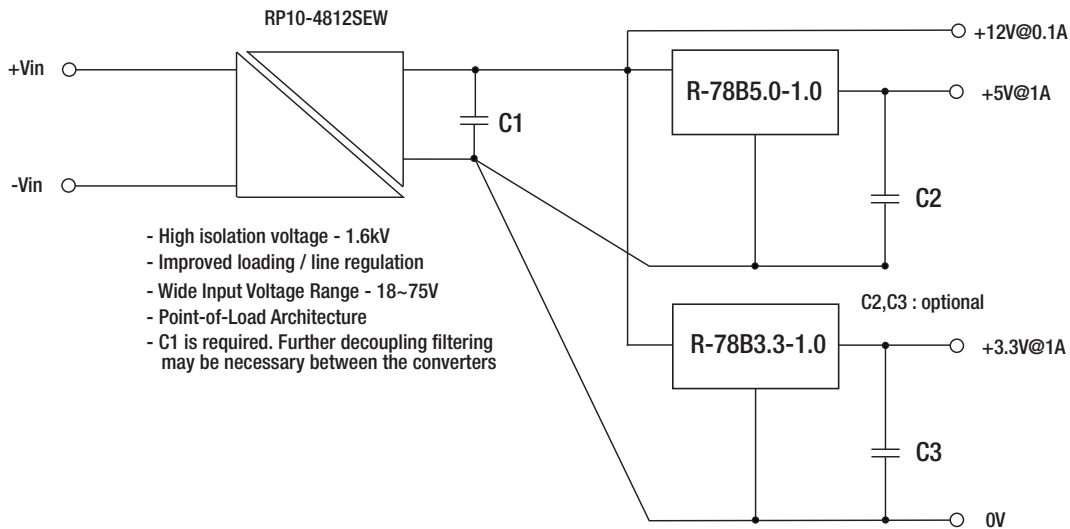 RP10-4812SEW
+Vin
-Vin
C1
R-78B5.0-1.0
+12V@0.1A
+5V@1A
C2
- High isolation voltage - 1.6kV
- Improved loading / line regulation
- Wide Input Voltage Range - 18~75V
- Point-of-Load Architecture
- C1 is required. Further decoupling filtering
may be necessary between the converters
C2,C3 : optional
R-78B3.3-1.0
+3.3V@1A
C3
0V